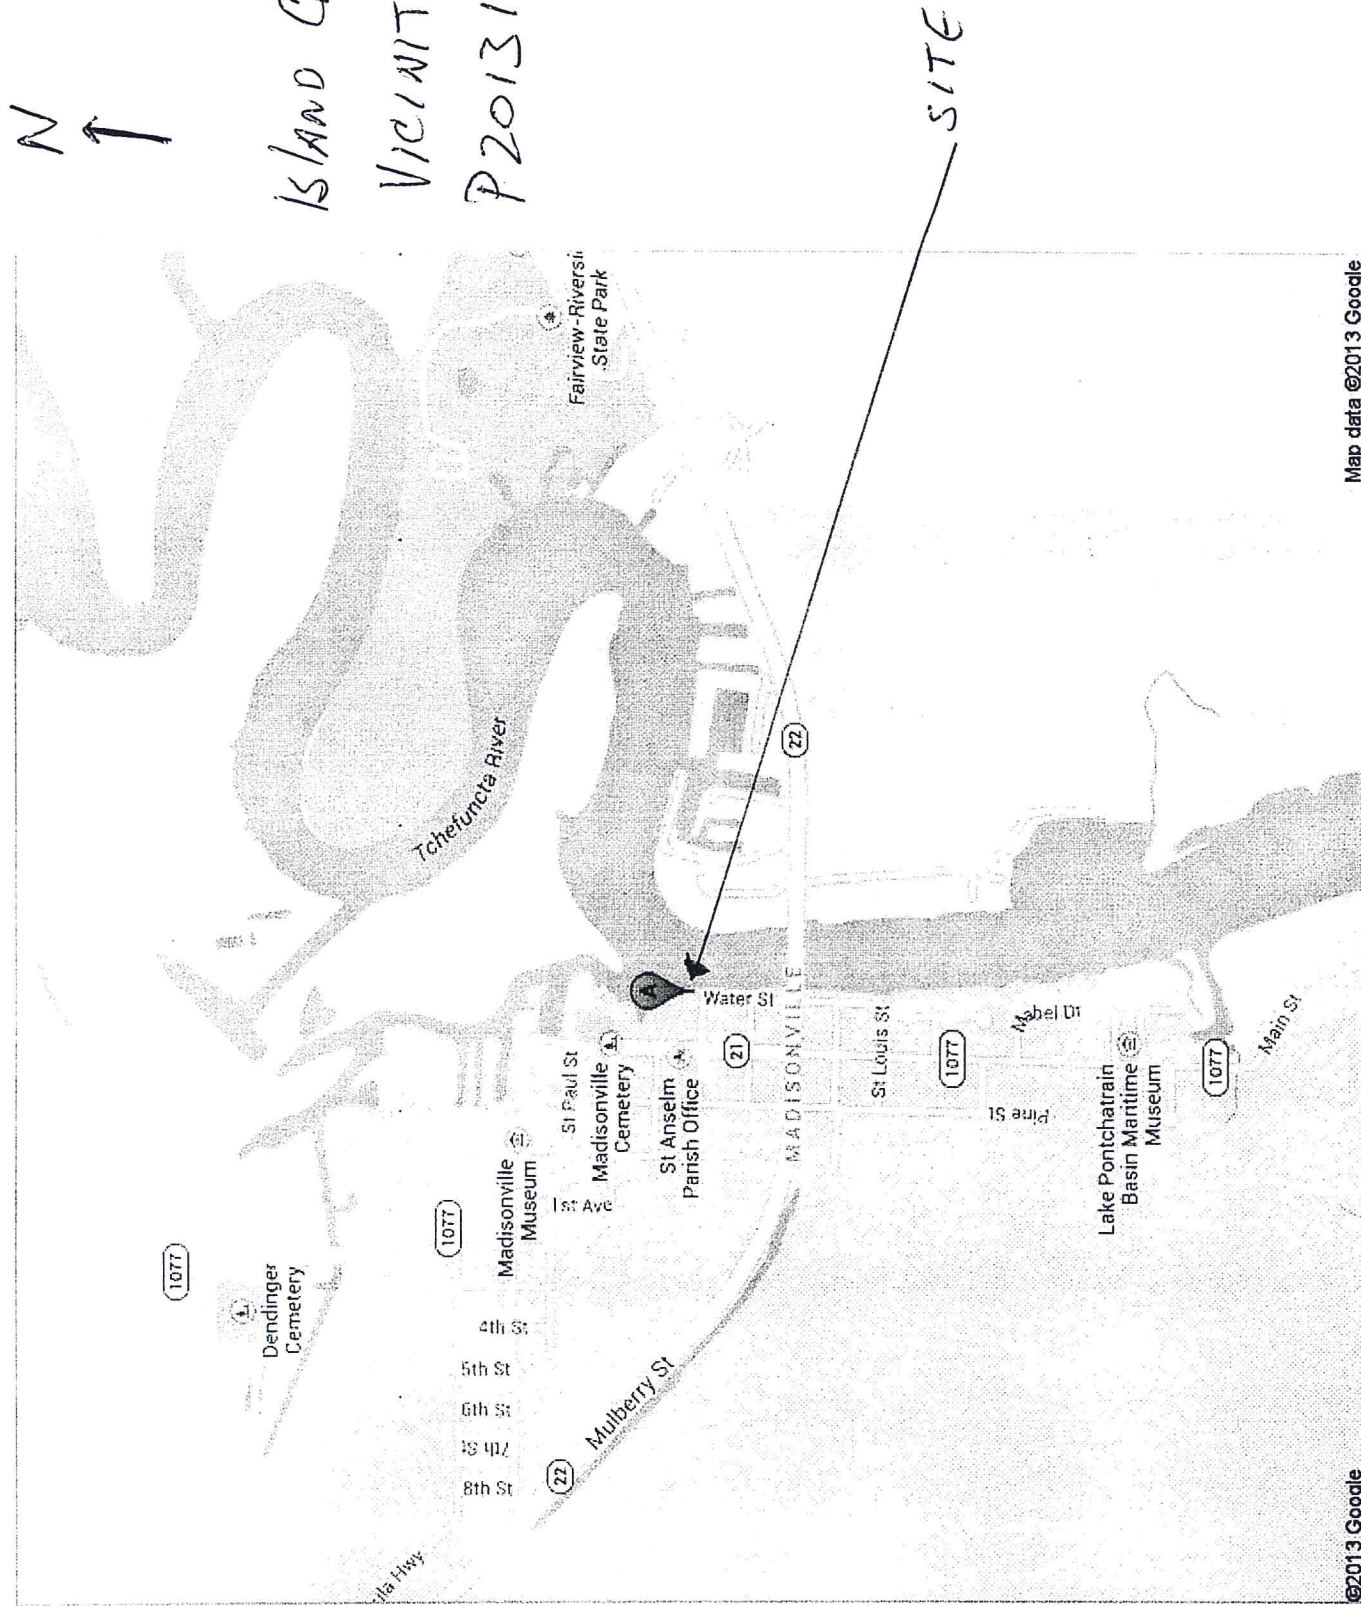 N
ISLAND
VICINIT
P20131
SITE
Fairview-Riversi
State Park
Tchefuncta River
22
A
Water St
Madisonville
Cemetery
St Paul St
St Anselm
Parish Office
21
MADISONVILLE
St Louis St
1077
Mabel Dr
Pine St
Lake Pontchatrain
Basin Maritime
Museum
1077
Main St
Madisonville
Museum
1st Ave
1077
1077
Dendinger
Cemetery
4th St
5th St
6th St
7th St
8th St
22
Mulberry St
Hwy
©2013 Google
Map data ©2013 Google